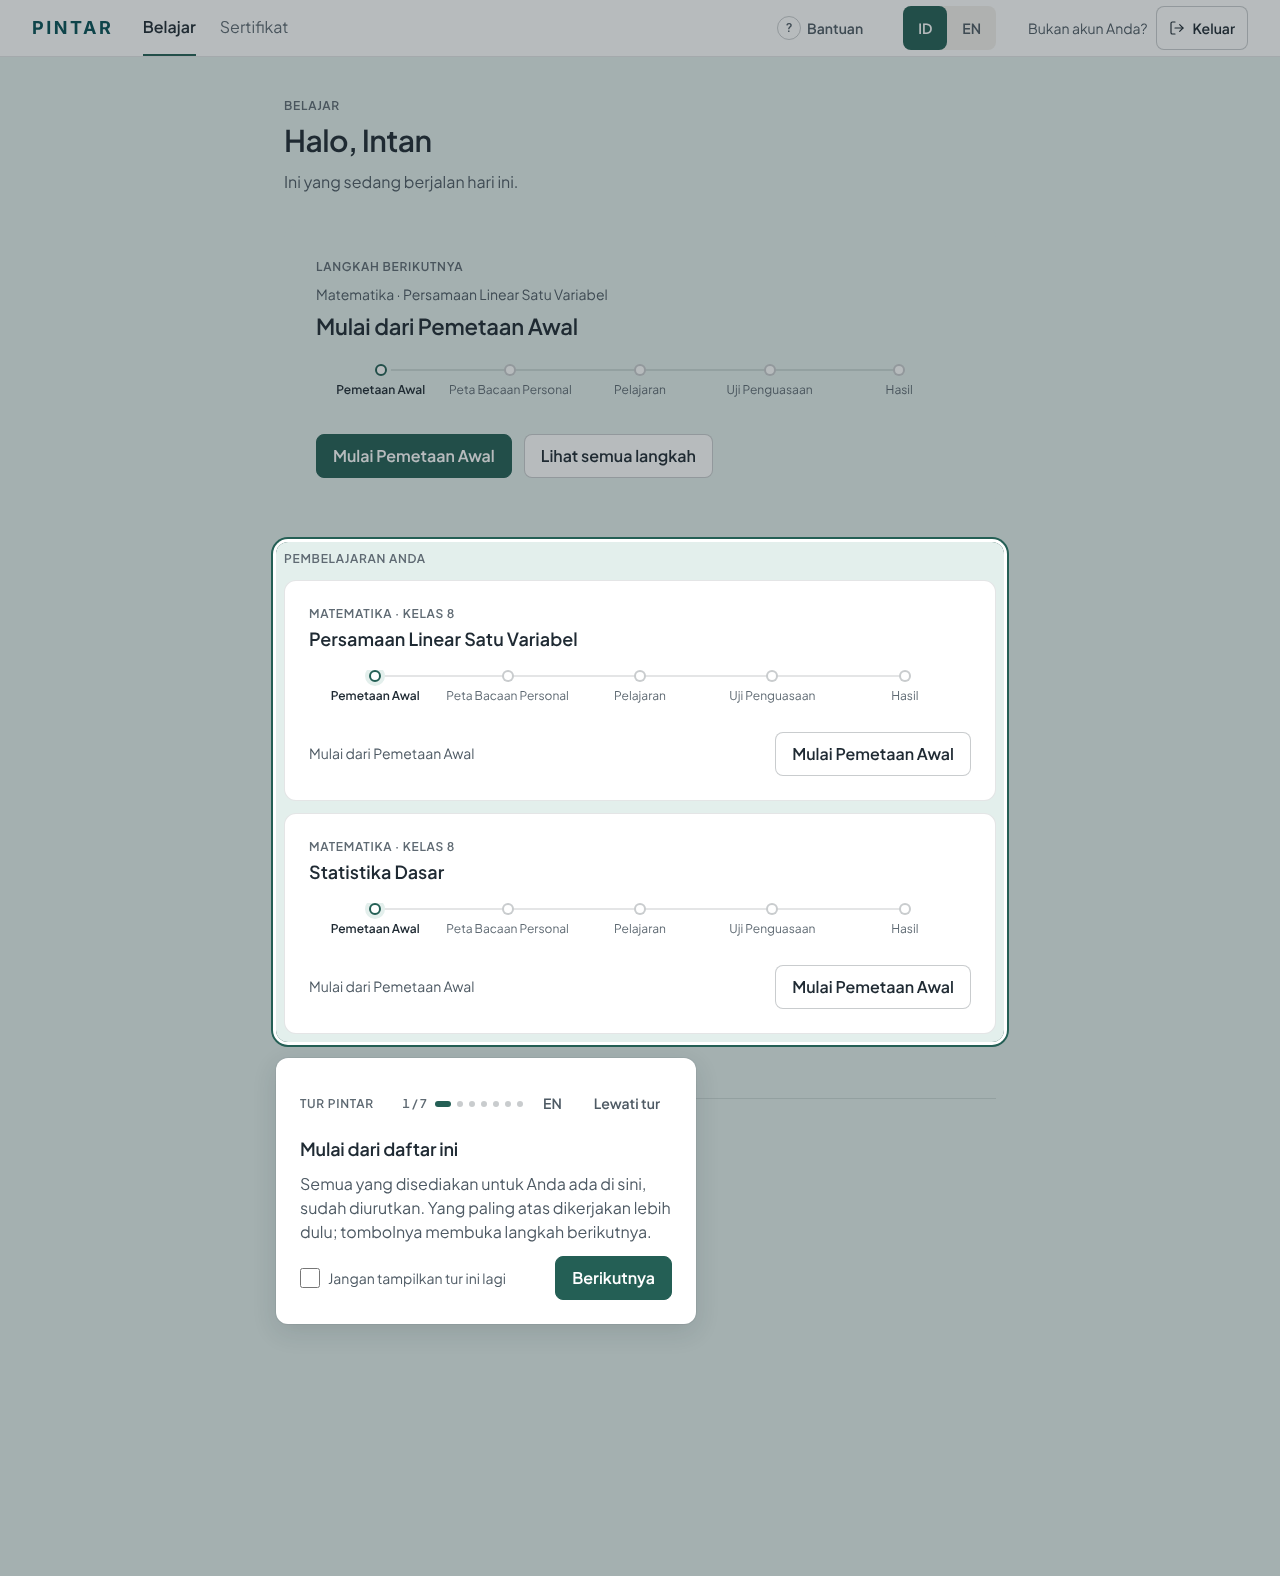 PINTAR Belajar Sertifikat ? Bantuan ID EN Bukan akun Anda? Keluar
BELAJAR
Halo, Intan
Ini yang sedang berjalan hari ini.
LANGKAH BERIKUTNYA
Matematika · Persamaan Linear Satu Variabel
Mulai dari Pemetaan Awal
Pemetaan Awal Peta Bacaan Personal Pelajaran Uji Penguasaan Hasil
Mulai Pemetaan Awal Lihat semua langkah
PEMBELAJARAN ANDA
MATEMATIKA · KELAS 8
Persamaan Linear Satu Variabel
Pemetaan Awal Peta Bacaan Personal Pelajaran Uji Penguasaan Hasil
Mulai dari Pemetaan Awal Mulai Pemetaan Awal
MATEMATIKA · KELAS 8
Statistika Dasar
Pemetaan Awal Peta Bacaan Personal Pelajaran Uji Penguasaan Hasil
Mulai dari Pemetaan Awal Mulai Pemetaan Awal
TUR PINTAR 1/7 EN Lewati tur
Mulai dari daftar ini
Semua yang disediakan untuk Anda ada di sini,
sudah diurutkan. Yang paling atas dikerjakan lebih
dulu; tombolnya membuka langkah berikutnya.
Jangan tampilkan tur ini lagi Berikutnya